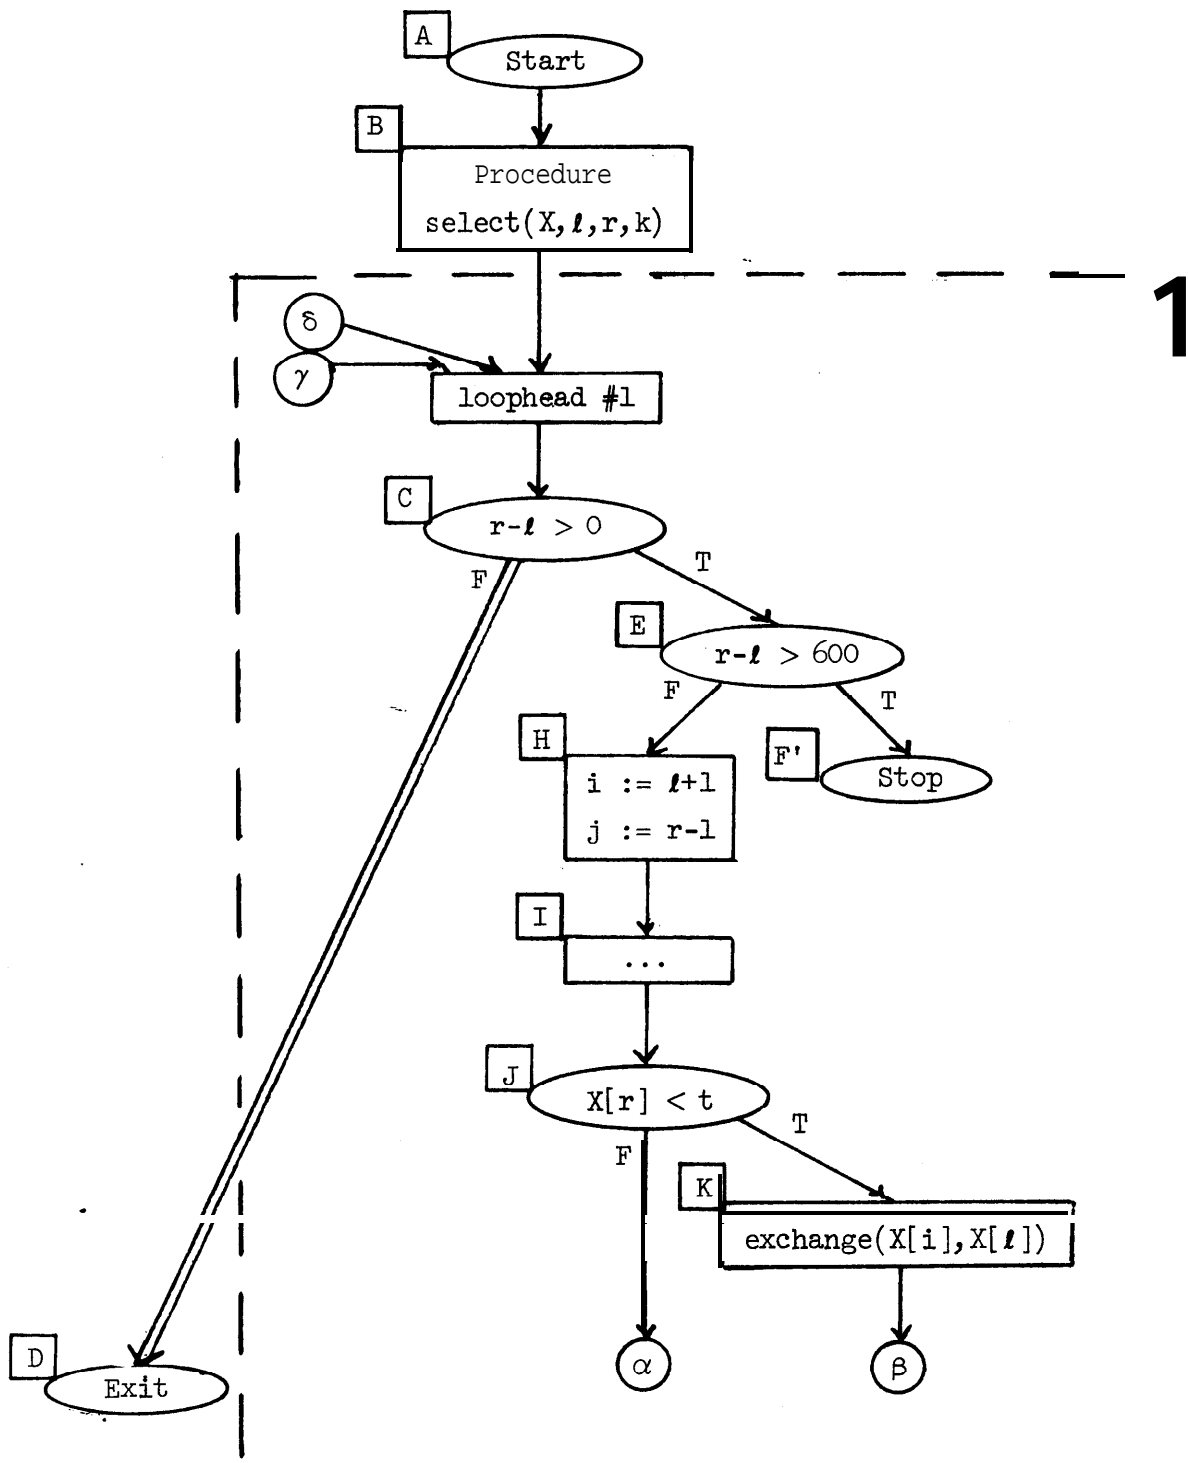 A
Start
B
Procedure
select(X,ℓ,r,k)
1
δ
γ
loophead #1
C
r-ℓ > 0
F
T
E
r-ℓ > 600
F
T
H
i := ℓ+1
j := r-1
F'
Stop
I
...
J
X[r] < t
F
T
K
exchange(X[i],X[ℓ])
D
Exit
α
β